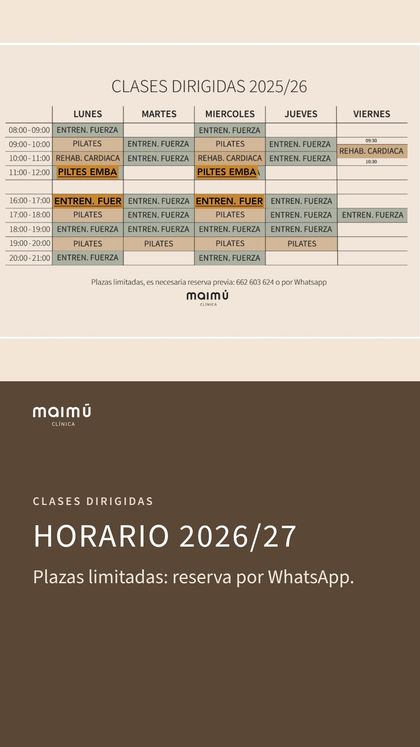 CLASES DIRIGIDAS 2025/26
LUNES MARTES MIERCOLES JUEVES VIERNES
08:00-09:00 ENTREN. FUERZA ENTREN. FUERZA
09:00-10:00 PILATES ENTREN. FUERZA PILATES ENTREN. FUERZA 09:30
REHAB. CARDIACA
10:00-11:00 REHAB. CARDIACA ENTREN. FUERZA REHAB. CARDIACA ENTREN. FUERZA 10:30
11:00-12:00 PILTES EMBA PILTES EMBA
16:00-17:00 ENTREN. FUER ENTREN. FUERZA ENTREN. FUER ENTREN. FUERZA
17:00-18:00 PILATES ENTREN. FUERZA PILATES ENTREN. FUERZA ENTREN. FUERZA
18:00-19:00 ENTREN. FUERZA ENTREN. FUERZA ENTREN. FUERZA ENTREN. FUERZA
19:00-20:00 PILATES PILATES PILATES PILATES
20:00-21:00 ENTREN. FUERZA ENTREN. FUERZA
Plazas limitadas, es necesaria reserva previa: 662 603 624 o por Whatsapp
maimú
CLÍNICA
maimú
CLÍNICA
CLASES DIRIGIDAS
HORARIO 2026/27
Plazas limitadas: reserva por WhatsApp.